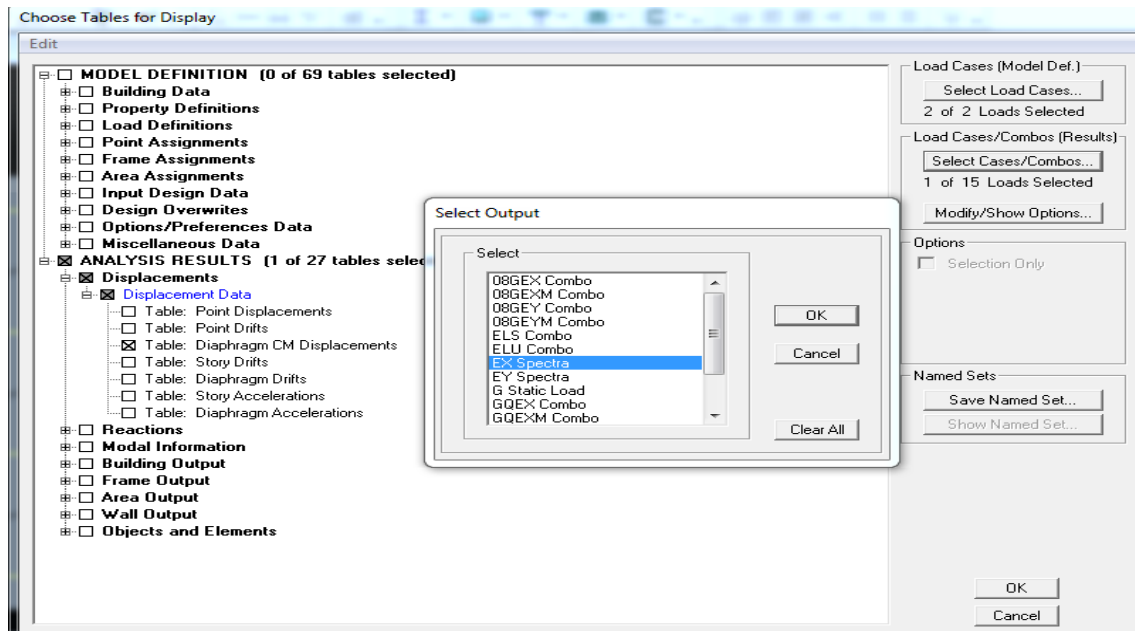 Choose Tables for Display
Edit
MODEL DEFINITION (0 of 69 tables selected)
Building Data
Property Definitions
Load Definitions
Point Assignments
Frame Assignments
Area Assignments
Input Design Data
Design Overwrites
Options/Preferences Data
Miscellaneous Data
ANALYSIS RESULTS (1 of 27 tables selec
Displacements
Displacement Data
Table: Point Displacements
Table: Point Drifts
Table: Diaphragm CM Displacements
Table: Story Drifts
Table: Diaphragm Drifts
Table: Story Accelerations
Table: Diaphragm Accelerations
Reactions
Modal Information
Building Output
Frame Output
Area Output
Wall Output
Objects and Elements
Select Output
Select
08GEX Combo
08GEXM Combo
08GEY Combo
08GEYM Combo
ELS Combo
ELU Combo
EX Spectra
EY Spectra
G Static Load
GQEX Combo
GQEXM Combo
OK
Cancel
Clear All
Load Cases (Model Def.)
Select Load Cases...
2 of 2 Loads Selected
Load Cases/Combos (Results)
Select Cases/Combos...
1 of 15 Loads Selected
Modify/Show Options...
Options
Selection Only
Named Sets
Save Named Set...
Show Named Set...
OK
Cancel